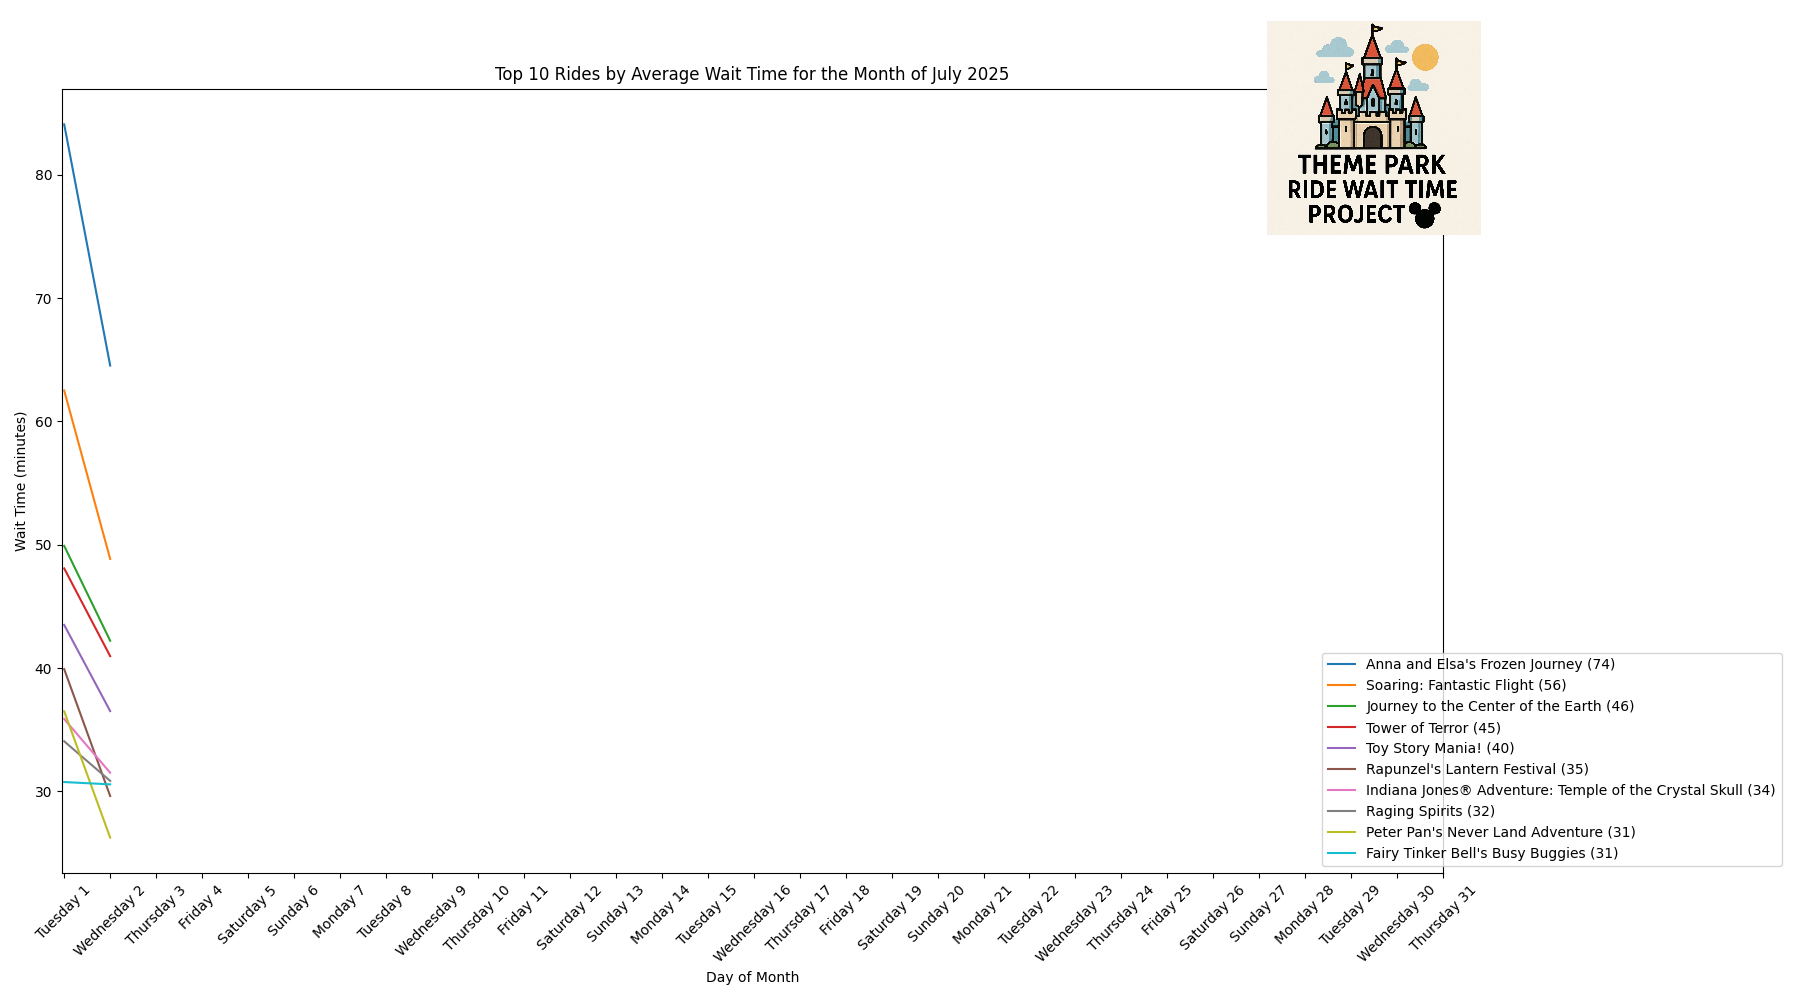 Top 10 Rides by Average Wait Time for the Month of July 2025
THEME PARK
RIDE WAIT TIME
PROJECT
Wait Time (minutes)
80
70
60
50
40
30
Anna and Elsa's Frozen Journey (74)
Soaring: Fantastic Flight (56)
Journey to the Center of the Earth (46)
Tower of Terror (45)
Toy Story Mania! (40)
Rapunzel's Lantern Festival (35)
Indiana Jones® Adventure: Temple of the Crystal Skull (34)
Raging Spirits (32)
Peter Pan's Never Land Adventure (31)
Fairy Tinker Bell's Busy Buggies (31)
Tuesday 1
Wednesday 2
Thursday 3
Friday 4
Saturday 5
Sunday 6
Monday 7
Tuesday 8
Wednesday 9
Thursday 10
Friday 11
Saturday 12
Sunday 13
Monday 14
Tuesday 15
Wednesday 16
Thursday 17
Friday 18
Saturday 19
Sunday 20
Monday 21
Tuesday 22
Wednesday 23
Thursday 24
Friday 25
Saturday 26
Sunday 27
Monday 28
Tuesday 29
Wednesday 30
Thursday 31
Day of Month